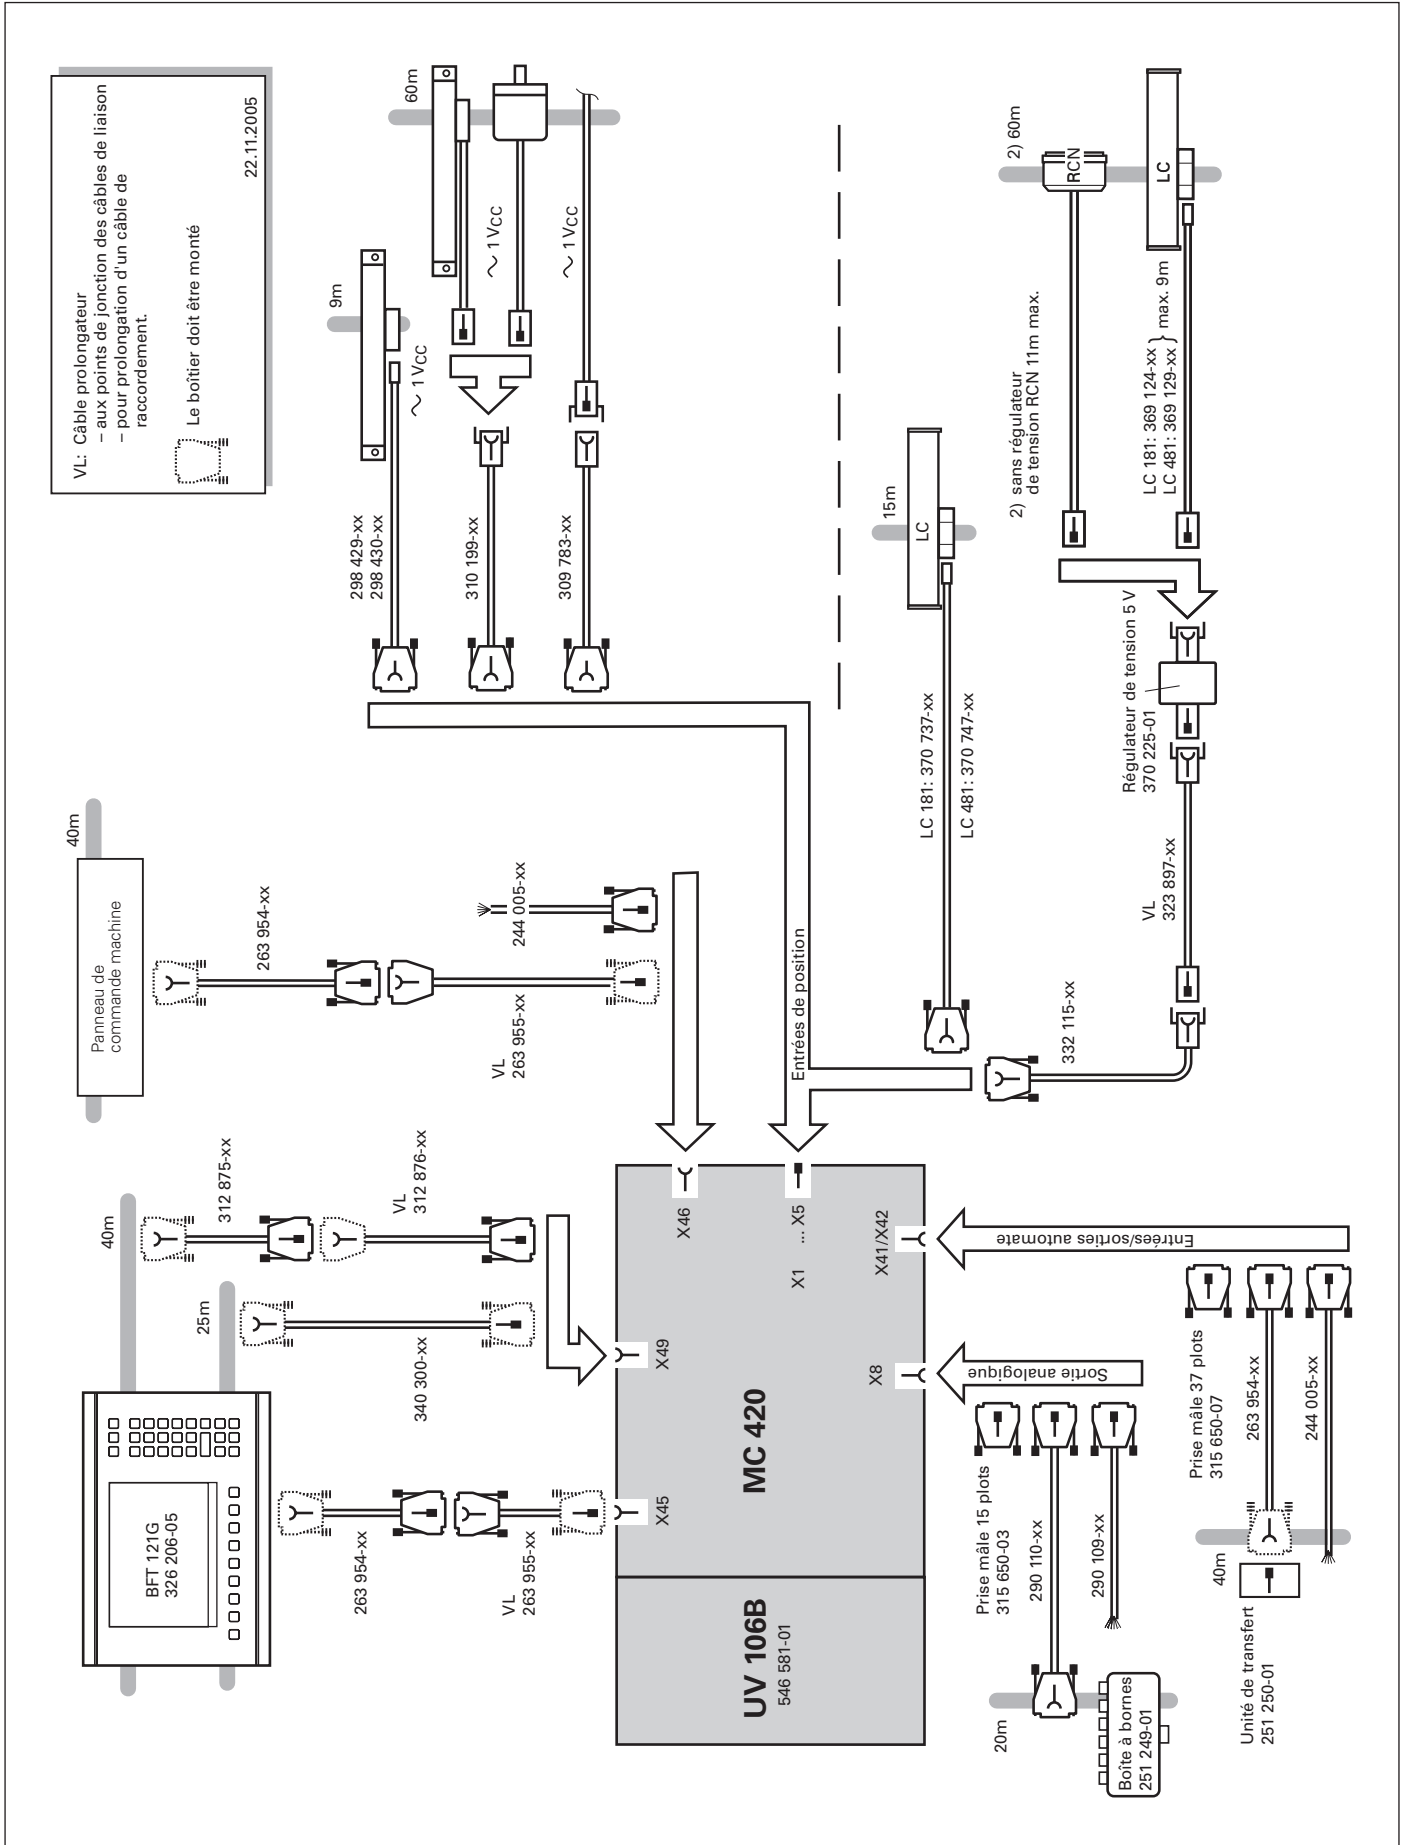 VL: Câble prolongateur
– aux points de jonction des câbles de liaison
– pour prolongation d'un câble de
raccordement.
Le boîtier doit être monté
22.11.2005
BFT 121G
326 206-05
40m
25m
312 875-xx
VL
312 876-xx
340 300-xx
263 954-xx
VL
263 955-xx
Panneau de
commande machine
40m
263 954-xx
VL
263 955-xx
244 005-xx
298 429-xx
298 430-xx
9m
~ 1 VCC
310 199-xx
60m
~ 1 VCC
309 783-xx
~ 1 VCC
Entrées de position
UV 106B
546 581-01
MC 420
X45
X49
X46
X1 ... X5
X8
X41/X42
Sortie analogique
Entrées/sorties automate
LC 181: 370 737-xx
LC 481: 370 747-xx
15m
LC
332 115-xx
VL
323 897-xx
Régulateur de tension 5 V
370 225-01
2) sans régulateur
de tension RCN 11m max.
2) 60m
RCN
LC 181: 369 124-xx
LC 481: 369 129-xx
max. 9m
LC
Prise mâle 15 plots
315 650-03
290 110-xx
290 109-xx
20m
Boîte à bornes
251 249-01
Prise mâle 37 plots
315 650-07
263 954-xx
244 005-xx
40m
Unité de transfert
251 250-01